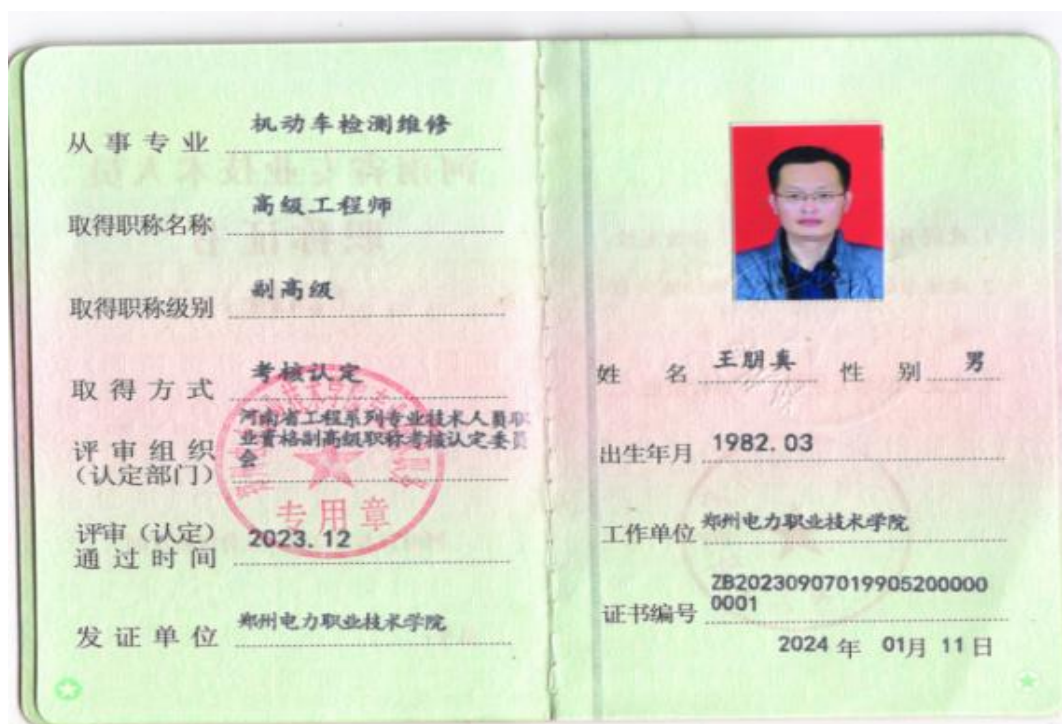 从事专业 机动车检测维修
取得职称名称 高级工程师
取得职称级别 副高级
取得方式 考核认定
评审组织
(认定部门)
河南省工程系列专业技术人员职
业资格副高级职称考核认定委员
会
专用章
评审（认定）
通过时间 2023.12
发证单位 郑州电力职业技术学院
姓名 王朋真 性别 男
出生年月 1982.03
工作单位 郑州电力职业技术学院
证书编号 ZB2023090701990520000
0001
2024 年 01月 11 日